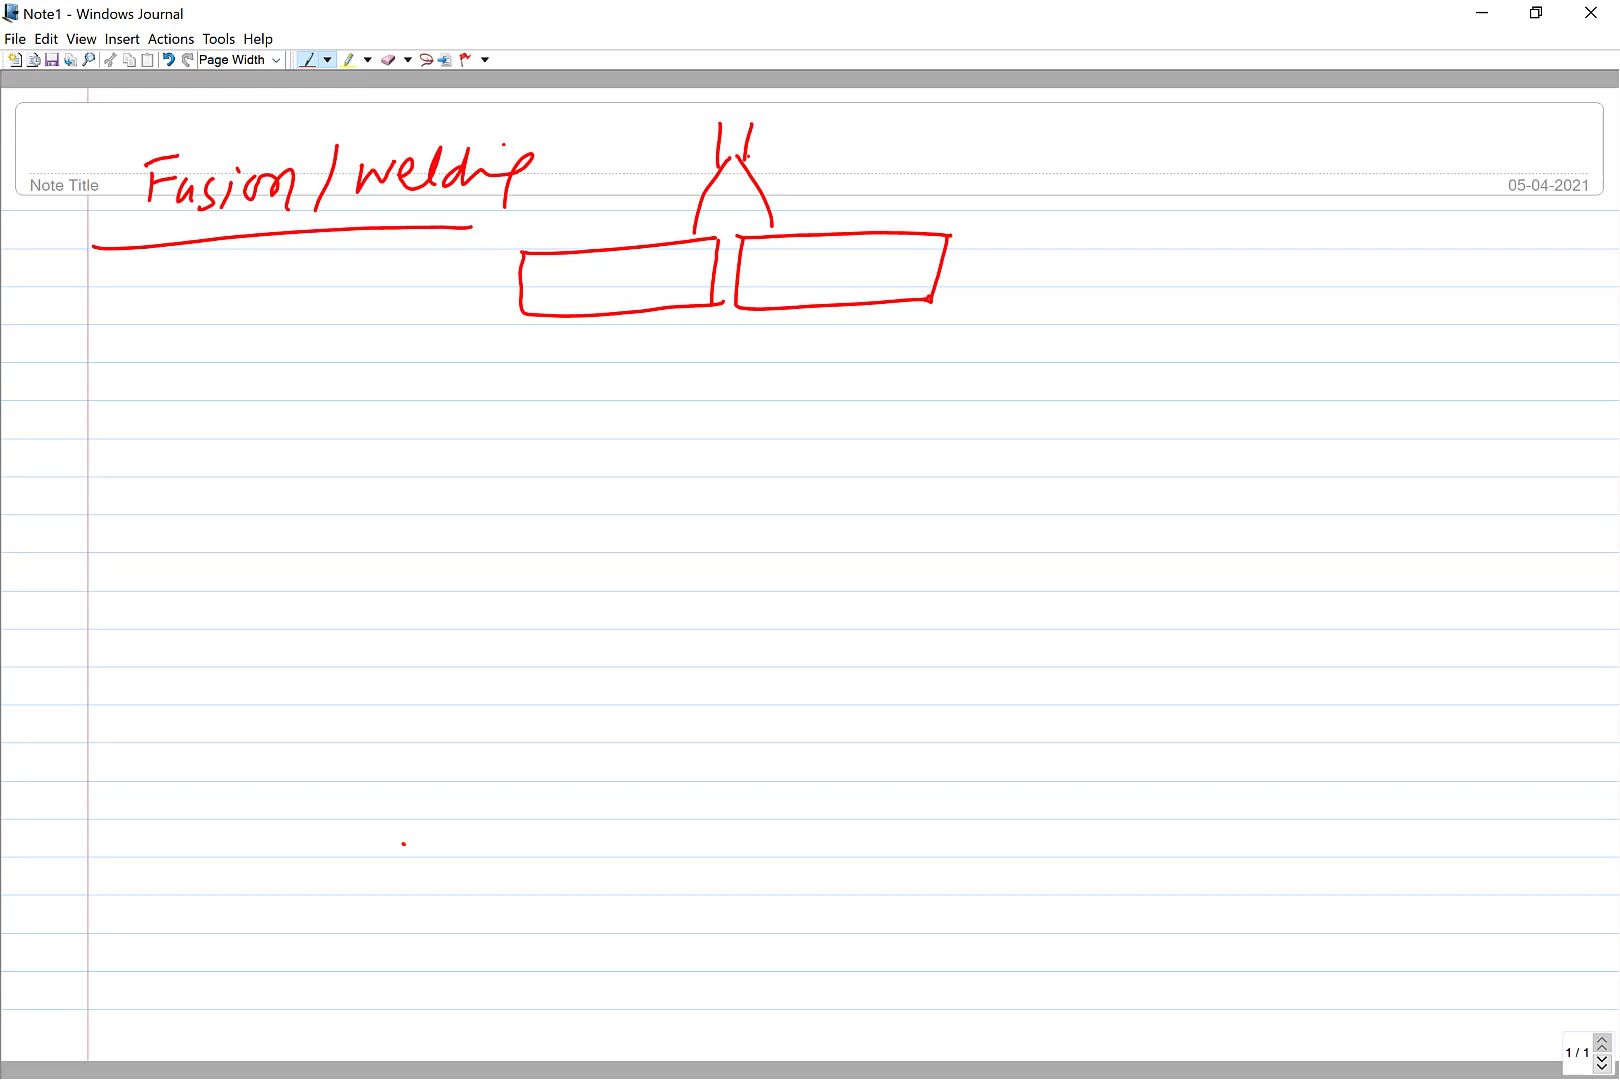 Note1 - Windows Journal
File Edit View Insert Actions Tools Help
Page Width
Fusion / welding
Note Title
05-04-2021
1 / 1